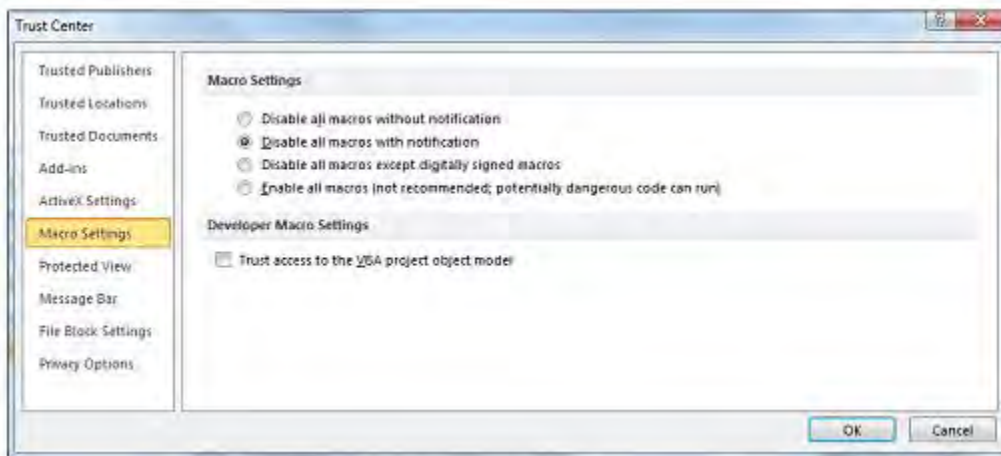 Trust Center
Trusted Publishers
Trusted Locations
Trusted Documents
Add-ins
ActiveX Settings
Macro Settings
Protected View
Message Bar
File Block Settings
Privacy Options
Macro Settings
Disable all macros without notification
Disable all macros with notification
Disable all macros except digitally signed macros
Enable all macros (not recommended; potentially dangerous code can run)
Developer Macro Settings
Trust access to the VBA project object model
OK
Cancel